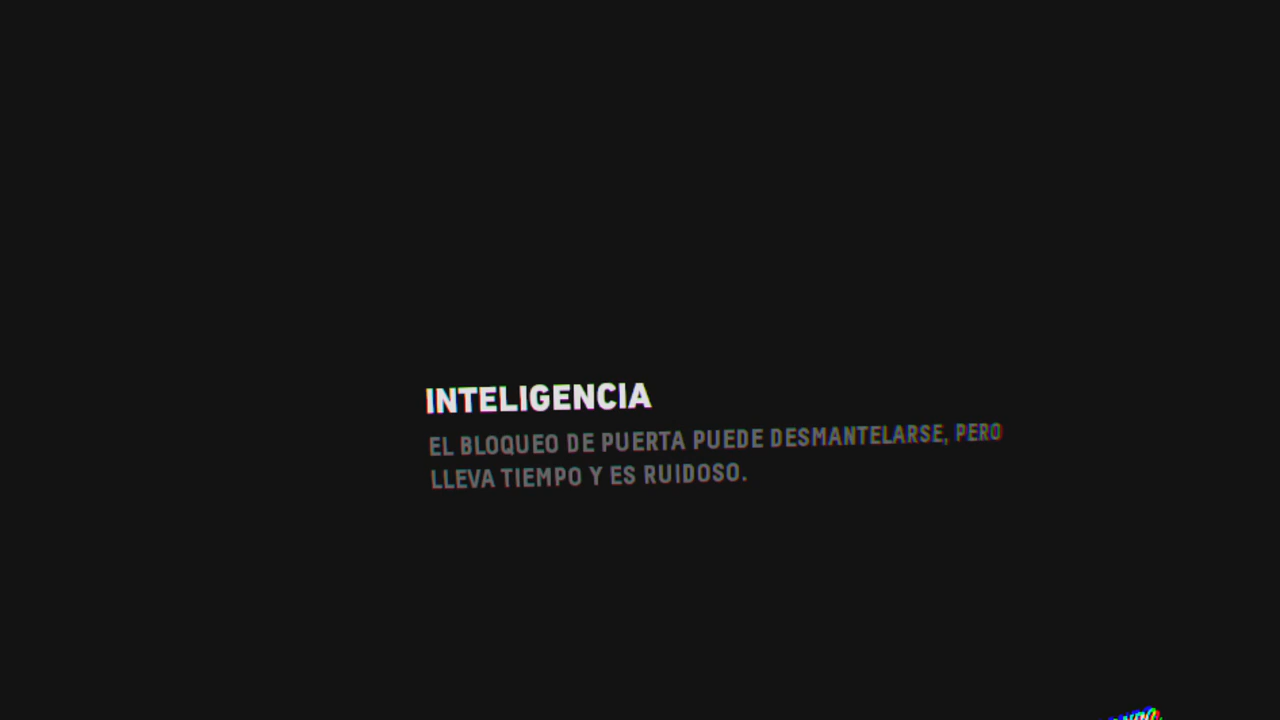 INTELIGENCIA
EL BLOQUEO DE PUERTA PUEDE DESMANTELARSE, PERO
LLEVA TIEMPO Y ES RUIDOSO.